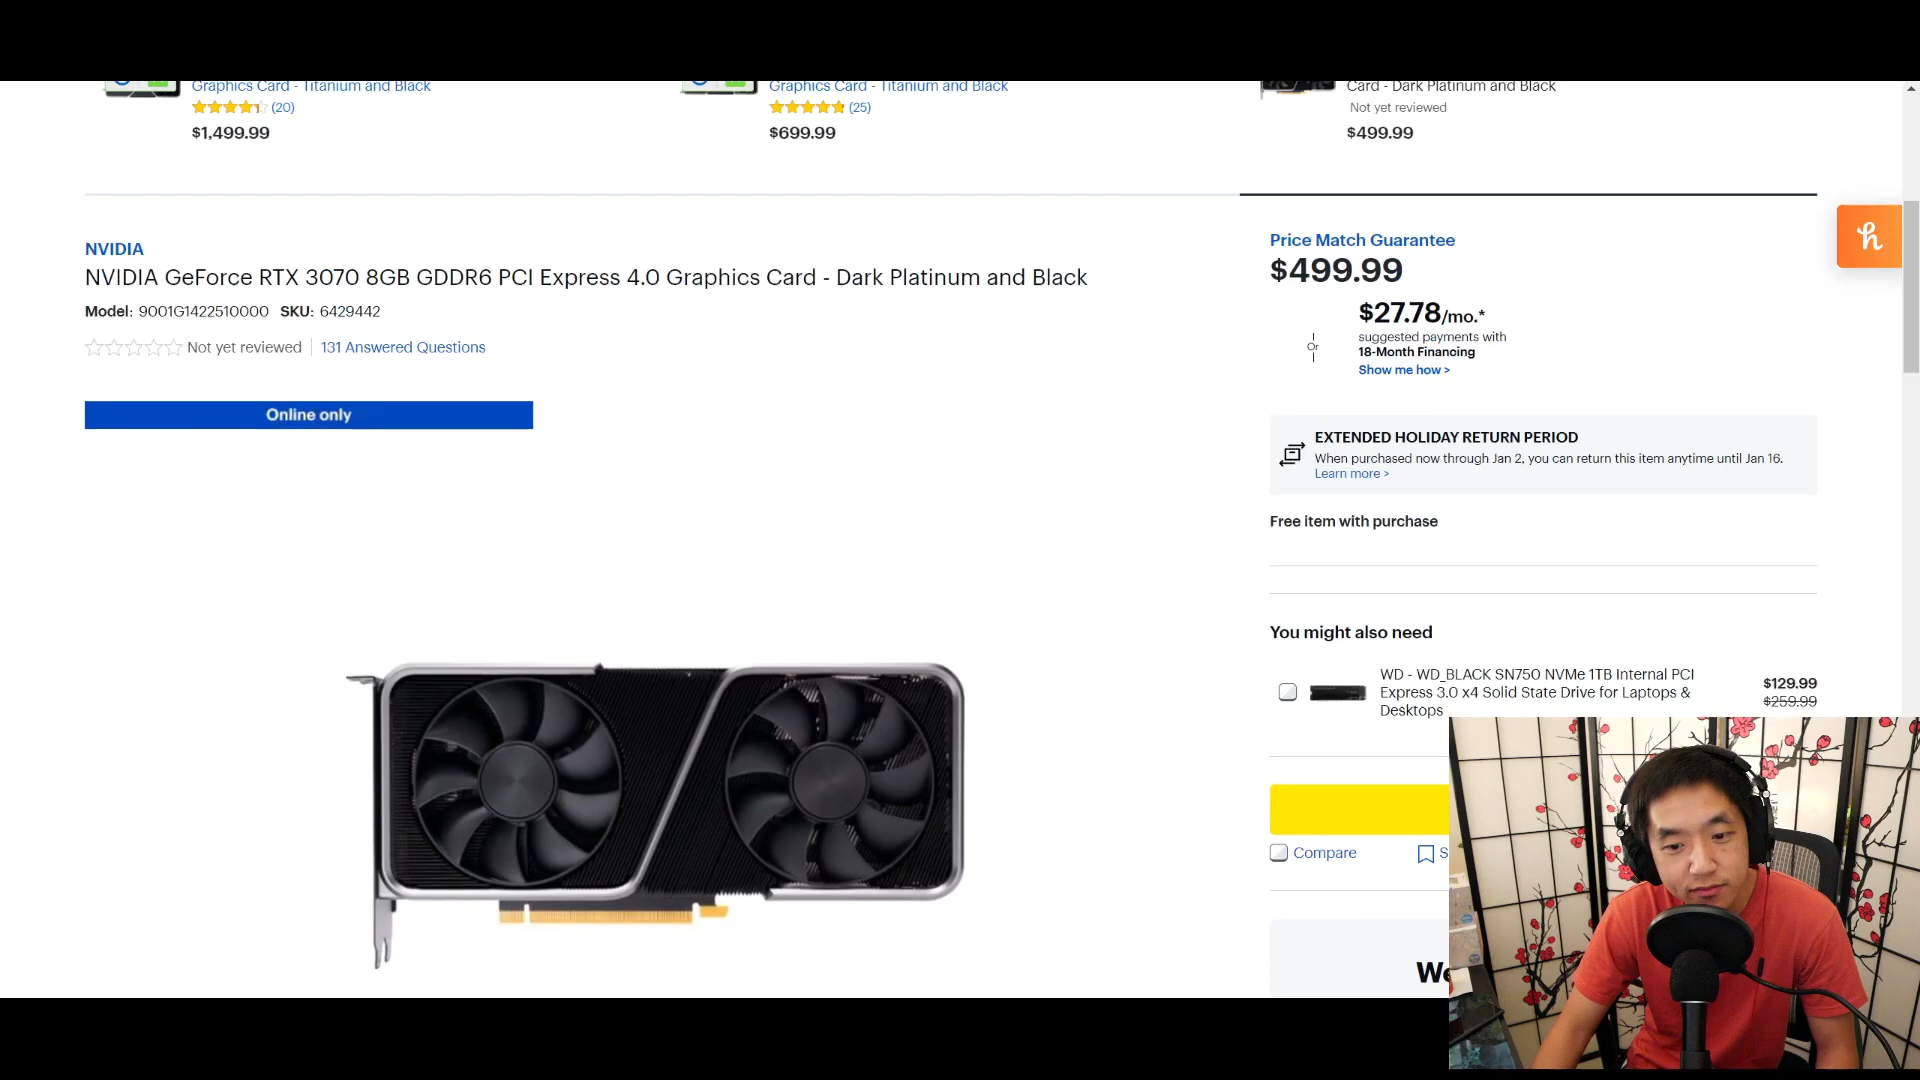 Graphics Card - Titanium and Black
(20)
$1,499.99
Graphics Card - Titanium and Black
(25)
$699.99
Card - Dark Platinum and Black
Not yet reviewed
$499.99
NVIDIA
NVIDIA GeForce RTX 3070 8GB GDDR6 PCI Express 4.0 Graphics Card - Dark Platinum and Black
Model: 9001G1422510000 SKU: 6429442
Not yet reviewed
131 Answered Questions
Online only
Price Match Guarantee
$499.99
Or
$27.78/mo.*
suggested payments with
18-Month Financing
Show me how >
EXTENDED HOLIDAY RETURN PERIOD
When purchased now through Jan 2, you can return this item anytime until Jan 16.
Learn more >
Free item with purchase
You might also need
WD - WD_BLACK SN750 NVMe 1TB Internal PCI
Express 3.0 x4 Solid State Drive for Laptops &
Desktops
$129.99
$259.99
Compare
S
We